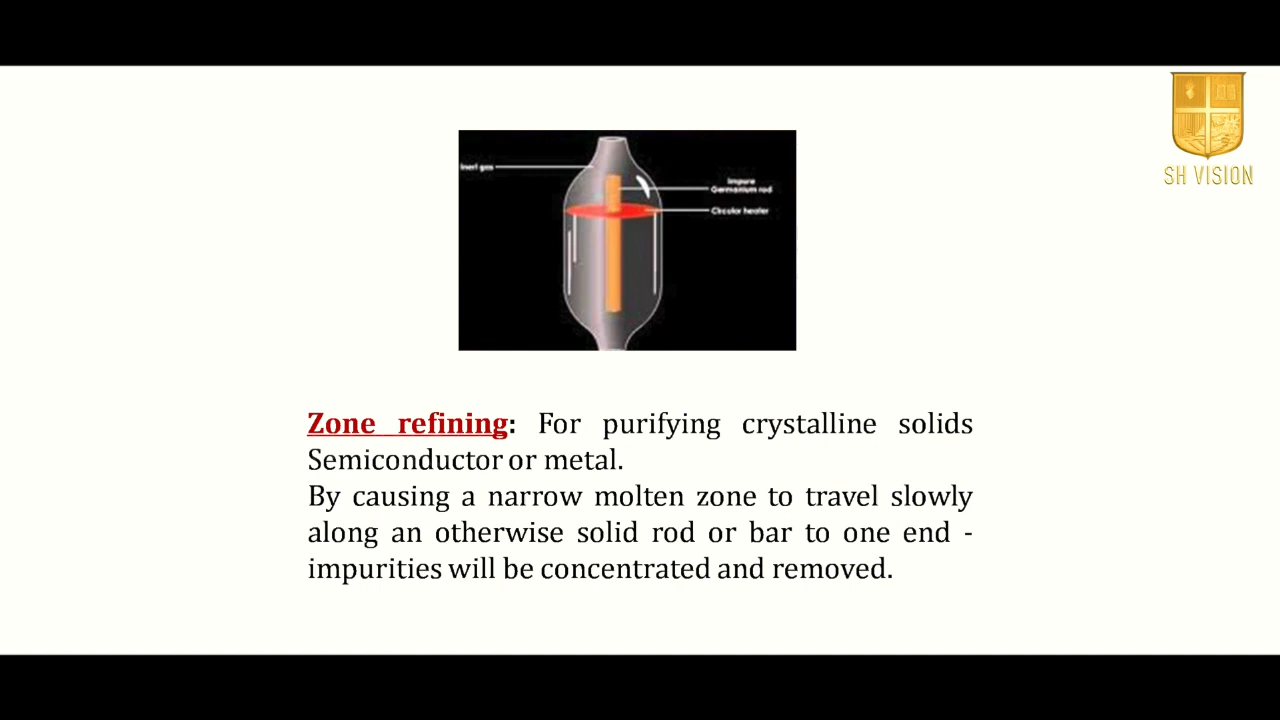 SH VISION
Inert gas
Impure
Germanium rod
Circular heater
Zone refining: For purifying crystalline solids
Semiconductor or metal.
By causing a narrow molten zone to travel slowly
along an otherwise solid rod or bar to one end -
impurities will be concentrated and removed.